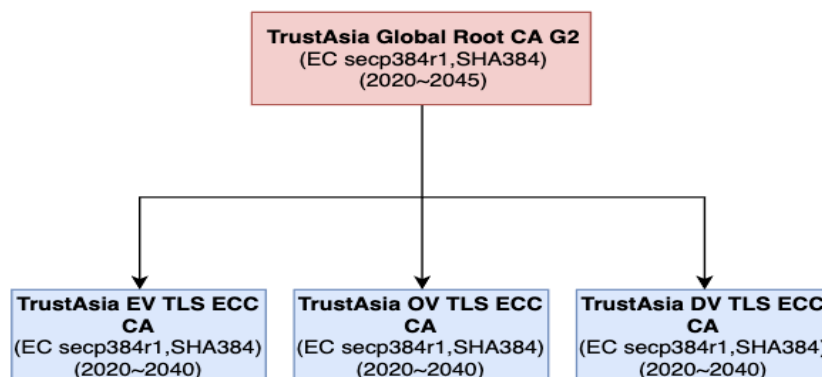 TrustAsia Global Root CA G2
(EC secp384r1,SHA384)
(2020~2045)
TrustAsia EV TLS ECC
CA
(EC secp384r1,SHA384)
(2020~2040)
TrustAsia OV TLS ECC
CA
(EC secp384r1,SHA384)
(2020~2040)
TrustAsia DV TLS ECC
CA
(EC secp384r1,SHA384)
(2020~2040)